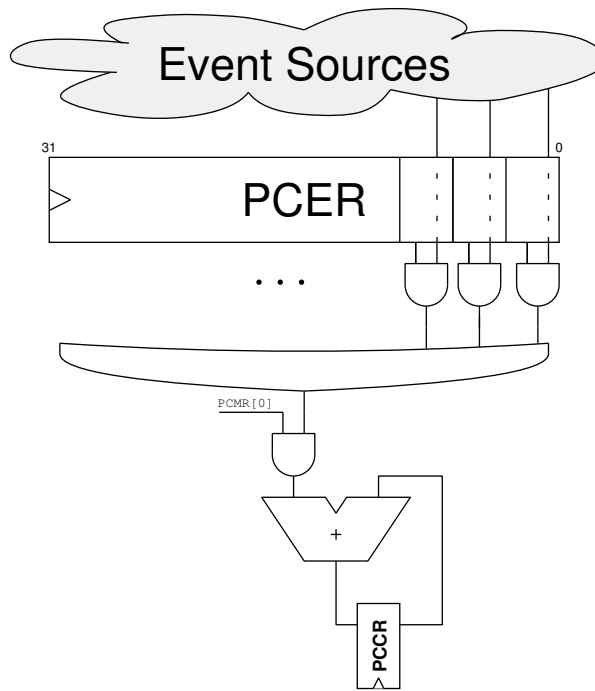 Event Sources
31 0
PCER
. . .
PCMR[0]
+
PCCR